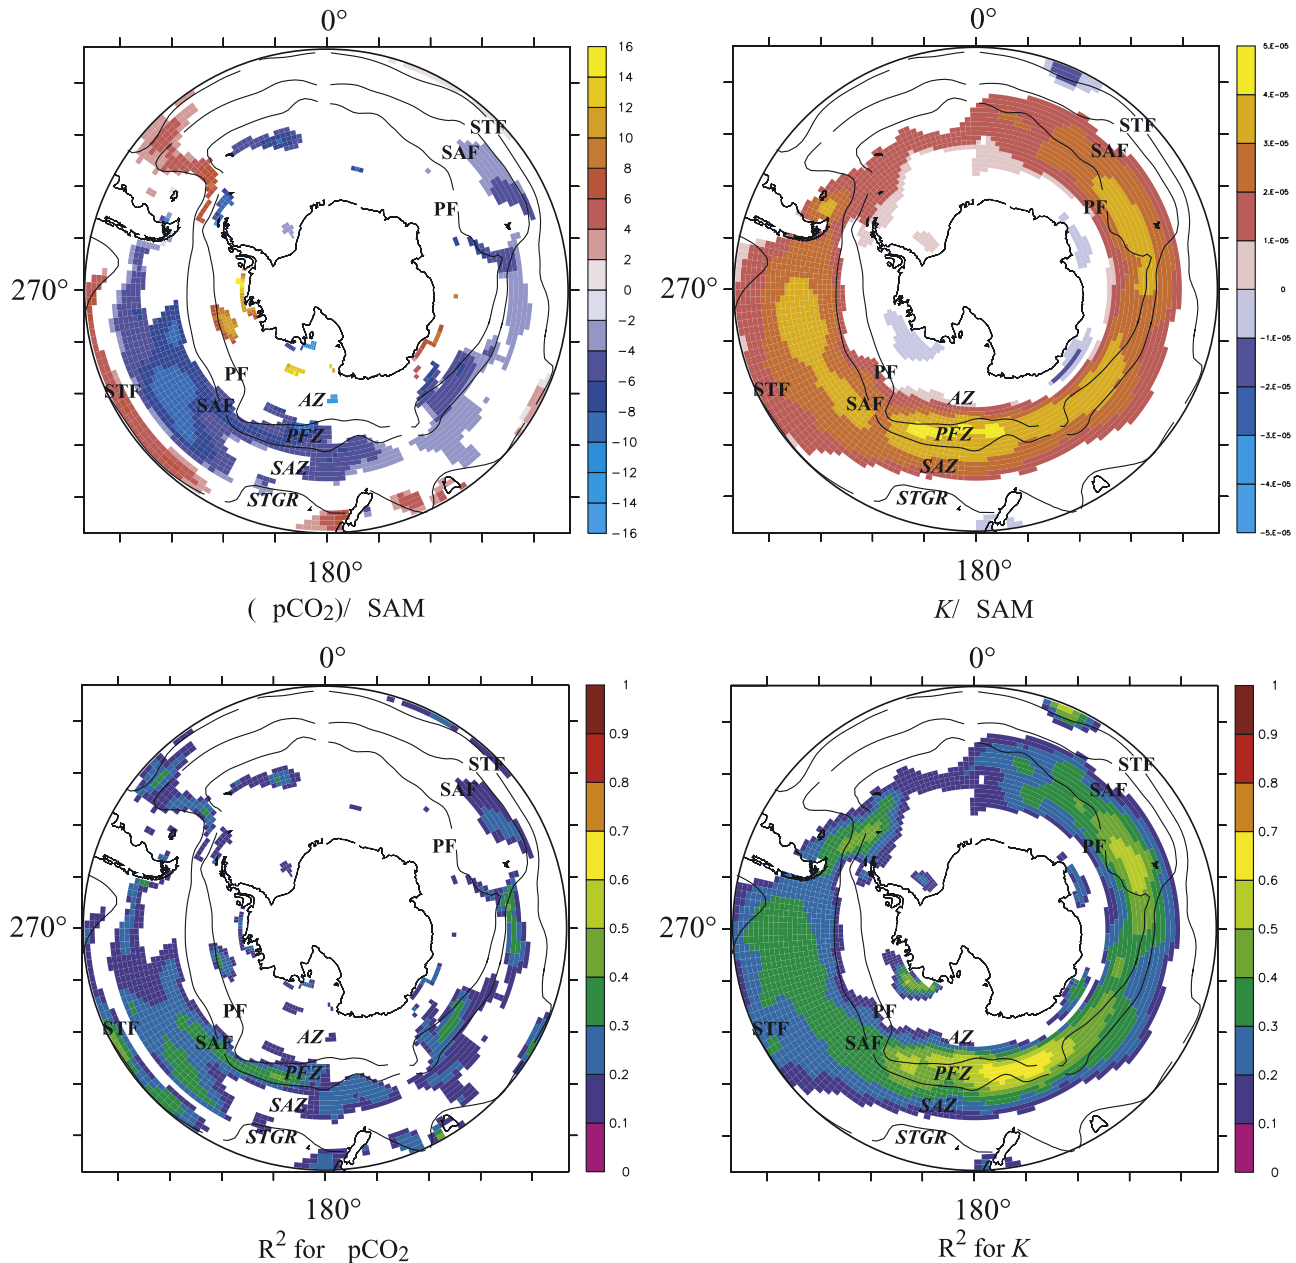 0°
0°
16
14
12
10
8
6
4
2
0
-2
-4
-6
-8
-10
-12
-14
-16
5.E-05
4.E-05
3.E-05
2.E-05
1.E-05
0
-1.E-05
-2.E-05
-3.E-05
-4.E-05
-5.E-05
STF
SAF
PF
270°
STF
SAF
PF
AZ
PFZ
SAZ
STGR
STF
SAF
PF
270°
STF
SAF
PF
AZ
PFZ
SAZ
STGR
180°
180°
( pCO2)/ SAM
K/ SAM
0°
0°
1
0.9
0.8
0.7
0.6
0.5
0.4
0.3
0.2
0.1
0
1
0.9
0.8
0.7
0.6
0.5
0.4
0.3
0.2
0.1
0
STF
SAF
PF
270°
STF
SAF
PF
AZ
PFZ
SAZ
STGR
STF
SAF
PF
270°
STF
SAF
PF
AZ
PFZ
SAZ
STGR
180°
180°
R2 for pCO2
R2 for K